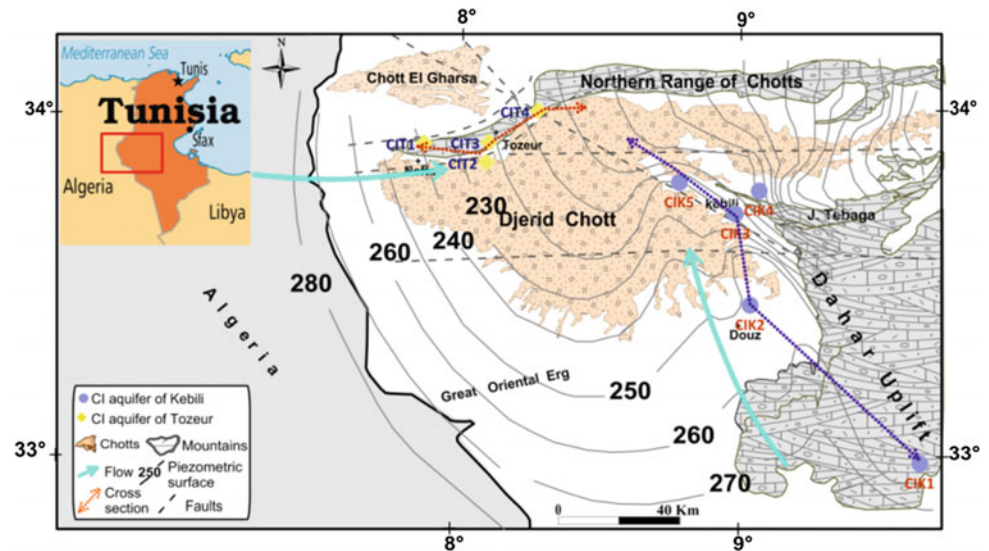 8°
9°
Mediterranean Sea
Tunis
Tunisia
Sfax
Algeria
Libya
N
Chott El Gharsa
Northern Range of Chotts
34°
34°
CIT4
CIT1
CIT3
Tozeur
CIT2
230
Djerid Chott
CIK5
kebili
CIK4
CIK3
J. Tebaga
240
260
280
Algeria
Dahar Uplift
CIK2
Douz
Great Oriental Erg
250
260
270
CIK1
33°
33°
CI aquifer of Kebili
CI aquifer of Tozeur
Chotts
Mountains
Flow
250
Piezometric
surface
Cross
section
Faults
0
40 Km
8°
9°